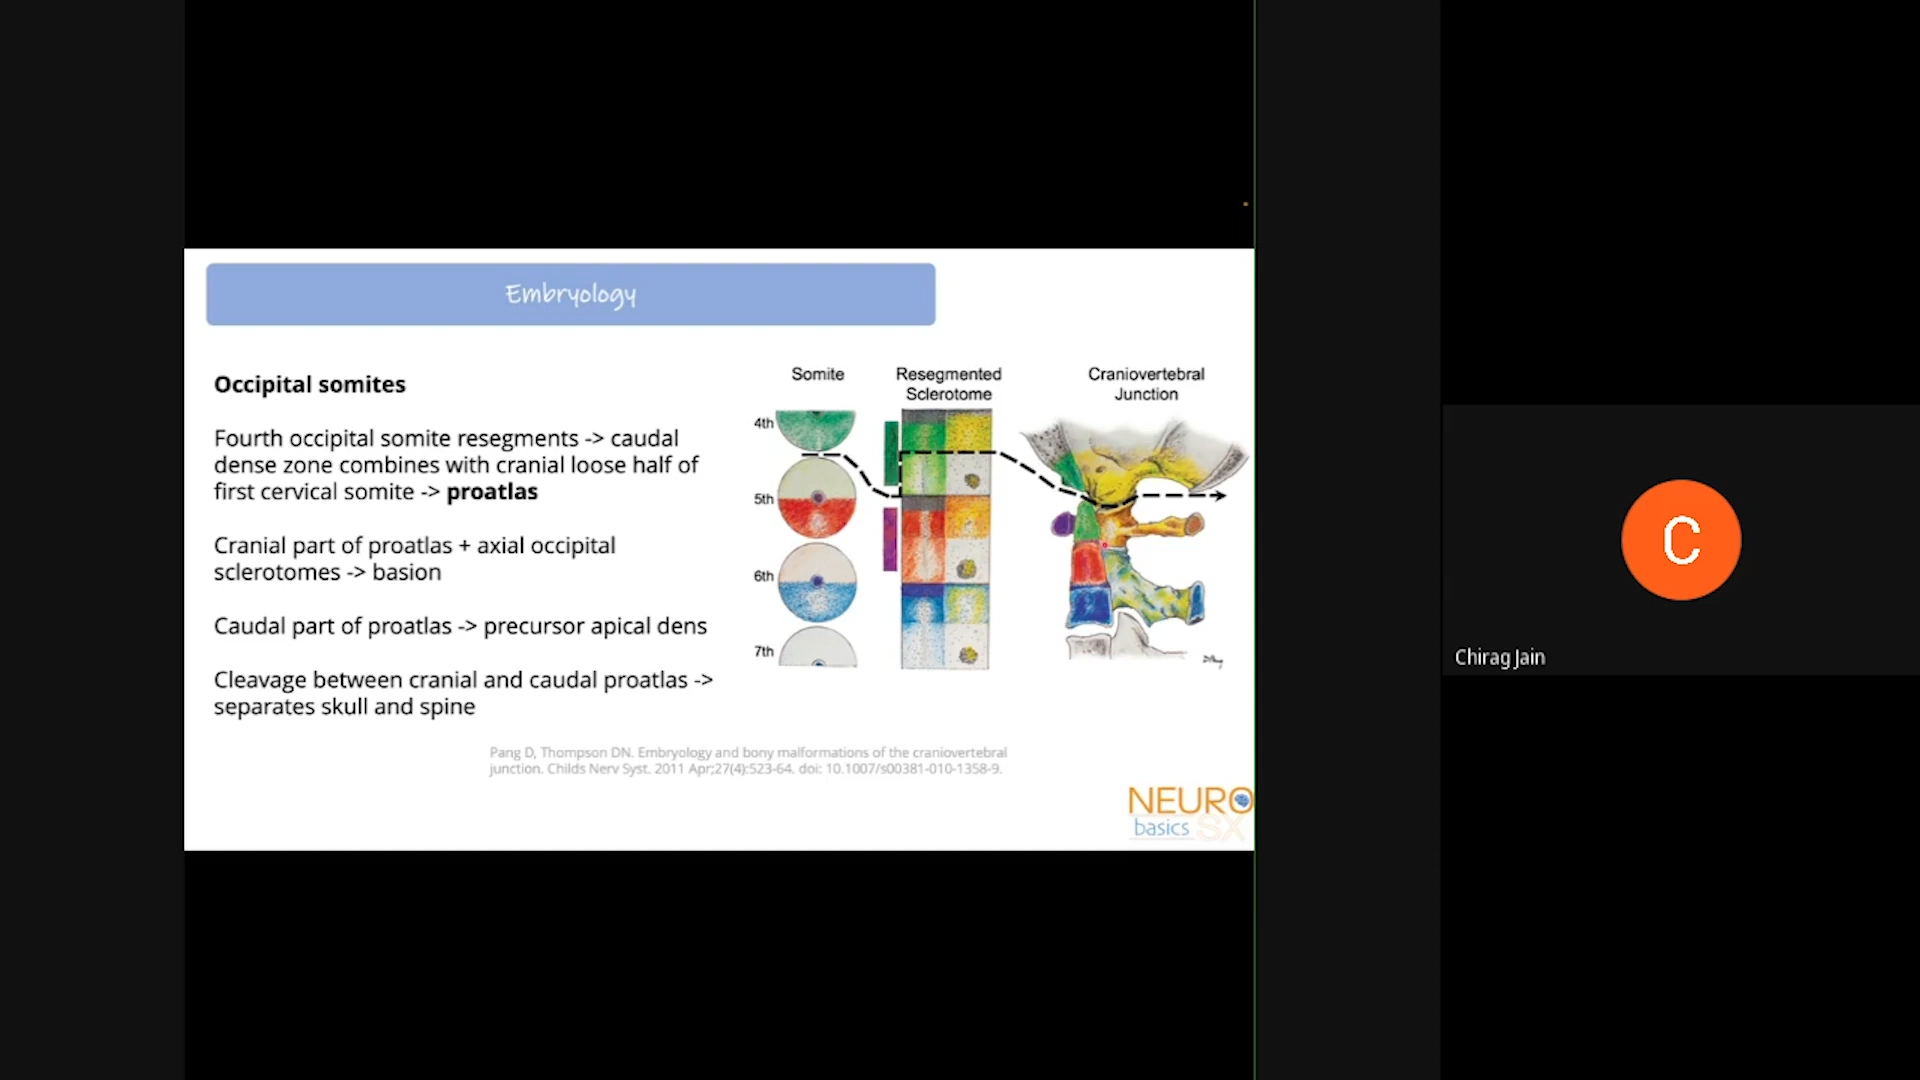 Embryology
Occipital somites
Fourth occipital somite resegments -> caudal
dense zone combines with cranial loose half of
first cervical somite -> proatlas
Cranial part of proatlas + axial occipital
sclerotomes -> basion
Caudal part of proatlas -> precursor apical dens
Cleavage between cranial and caudal proatlas ->
separates skull and spine
Somite
Resegmented
Sclerotome
Craniovertebral
Junction
4th
5th
6th
7th
Pang D, Thompson DN. Embryology and bony malformations of the craniovertebral
junction. Childs Nerv Syst. 2011 Apr;27(4):523-64. doi: 10.1007/s00381-010-1358-9.
NEURO
basics SX
C
Chirag Jain